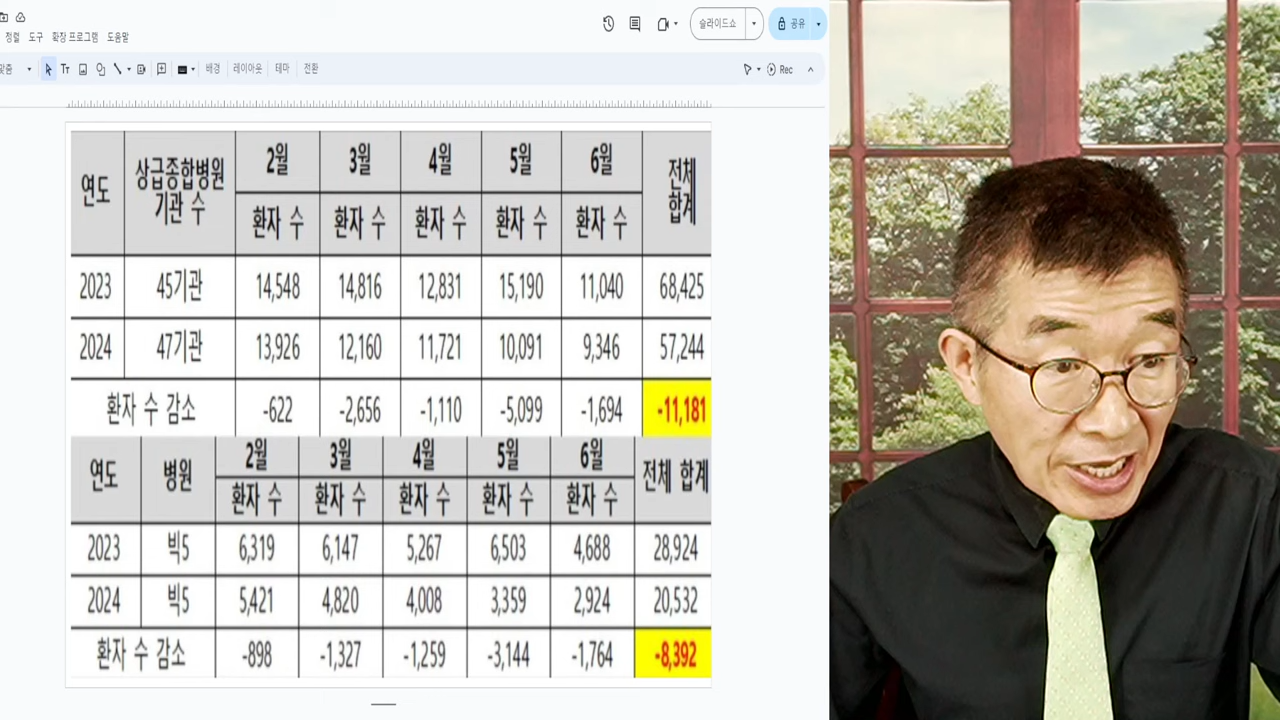 정렬 도구 확장 프로그램 도움말
슬라이드쇼
공유
맞춤
배경 레이아웃 테마 전환
Rec
연도 상급종합병원 기관 수 2월 3월 4월 5월 6월 전체 합계
환자 수 환자 수 환자 수 환자 수 환자 수
2023 45기관 14,548 14,816 12,831 15,190 11,040 68,425
2024 47기관 13,926 12,160 11,721 10,091 9,346 57,244
환자 수 감소 -622 -2,656 -1,110 -5,099 -1,694 -11,181
연도 병원 2월 3월 4월 5월 6월 전체 합계
환자 수 환자 수 환자 수 환자 수 환자 수
2023 빅5 6,319 6,147 5,267 6,503 4,688 28,924
2024 빅5 5,421 4,820 4,008 3,359 2,924 20,532
환자 수 감소 -898 -1,327 -1,259 -3,144 -1,764 -8,392